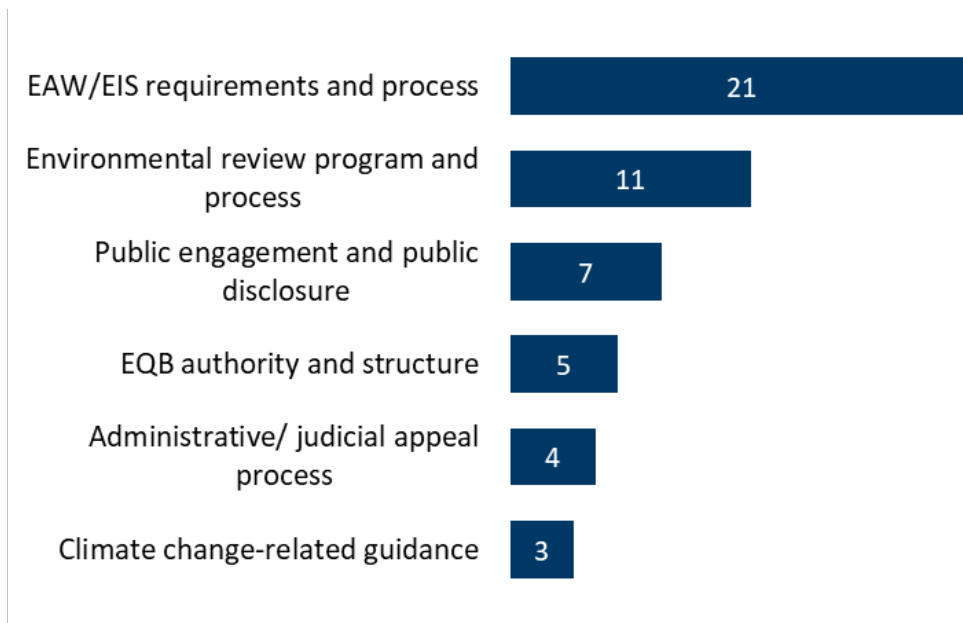 EAW/EIS requirements and process
21
Environmental review program and
process
11
Public engagement and public
disclosure
7
EQB authority and structure
5
Administrative/ judicial appeal
process
4
Climate change-related guidance
3